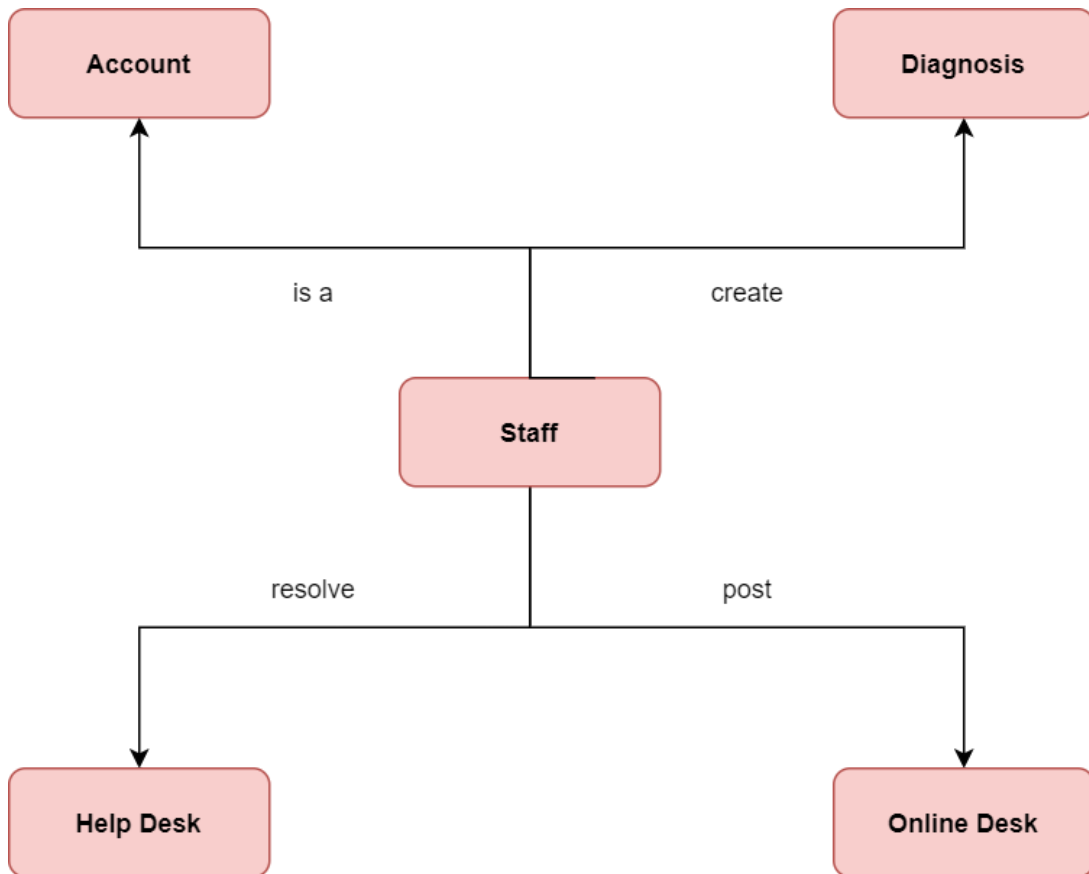 Account
Diagnosis
is a
create
Staff
resolve
post
Help Desk
Online Desk